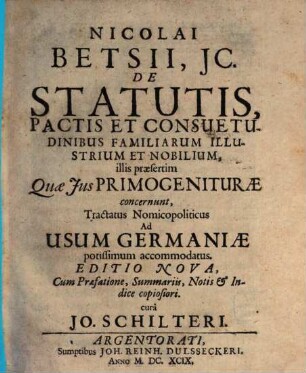 NICOLAI
BETSII, JC.
DE
STATUTIS,
PACTIS ET CONSUETU-
DINIBUS FAMILIARUM ILLU-
STRIUM ET NOBILIUM,
illis præsertim
Quæ Jus PRIMOGENITURÆ
concernunt,
Tractatus Nomicopoliticus
Ad
USUM GERMANIÆ
potissimum accommodatus.
EDITIO NOVA,
Cum Præfatione, Summariis, Notis & In-
dice copiosiori.
curâ
JO. SCHILTERI.
ARGENTORATI,
Sumptibus JOH. REINH. DULSSECKERI.
ANNO M. DC. XCIX.